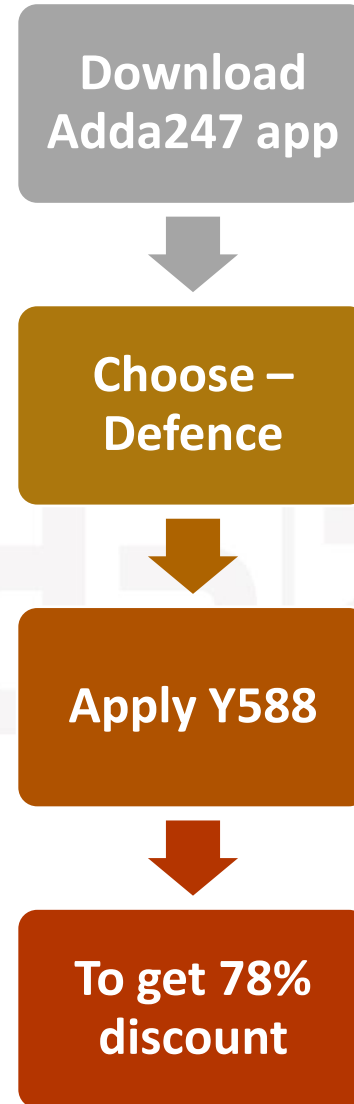 Download
Adda247 app
Choose –
Defence
Apply Y588
To get 78%
discount